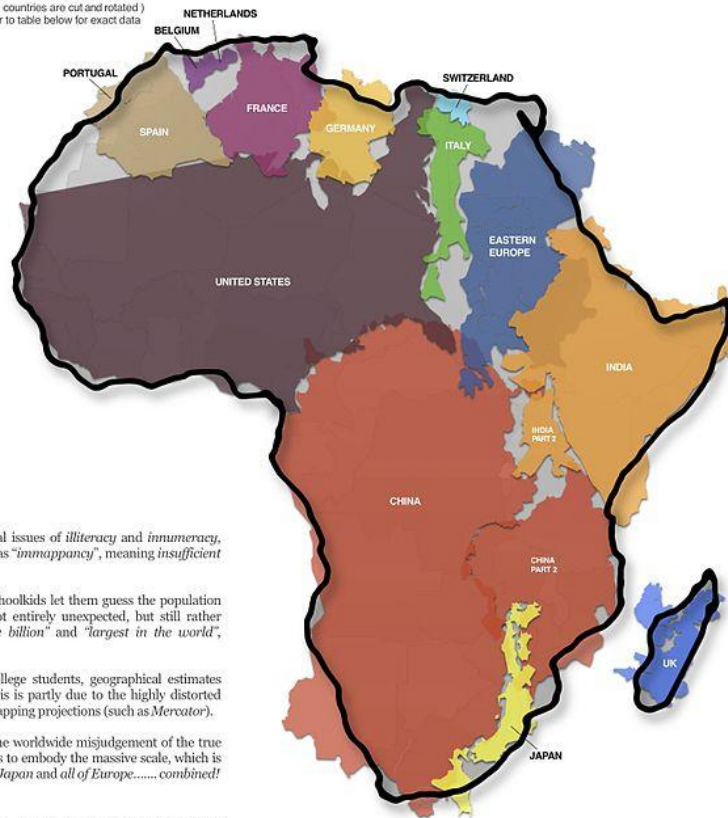 countries are cut and rotated )
r to table below for exact data
NETHERLANDS
BELGIUM
PORTUGAL
SWITZERLAND
FRANCE
SPAIN
GERMANY
ITALY
EASTERN
EUROPE
UNITED STATES
INDIA
INDIA
PART 2
CHINA
CHINA
PART 2
UK
JAPAN
al issues of illiteracy and innumeracy,
as "immappancy", meaning insufficient
hoolkids let them guess the population
ot entirely unexpected, but still rather
billion" and "largest in the world",
llege students, geographical estimates
is is partly due to the highly distorted
apping projections (such as Mercator).
he worldwide misjudgement of the true
s to embody the massive scale, which is
Japan and all of Europe....... combined!